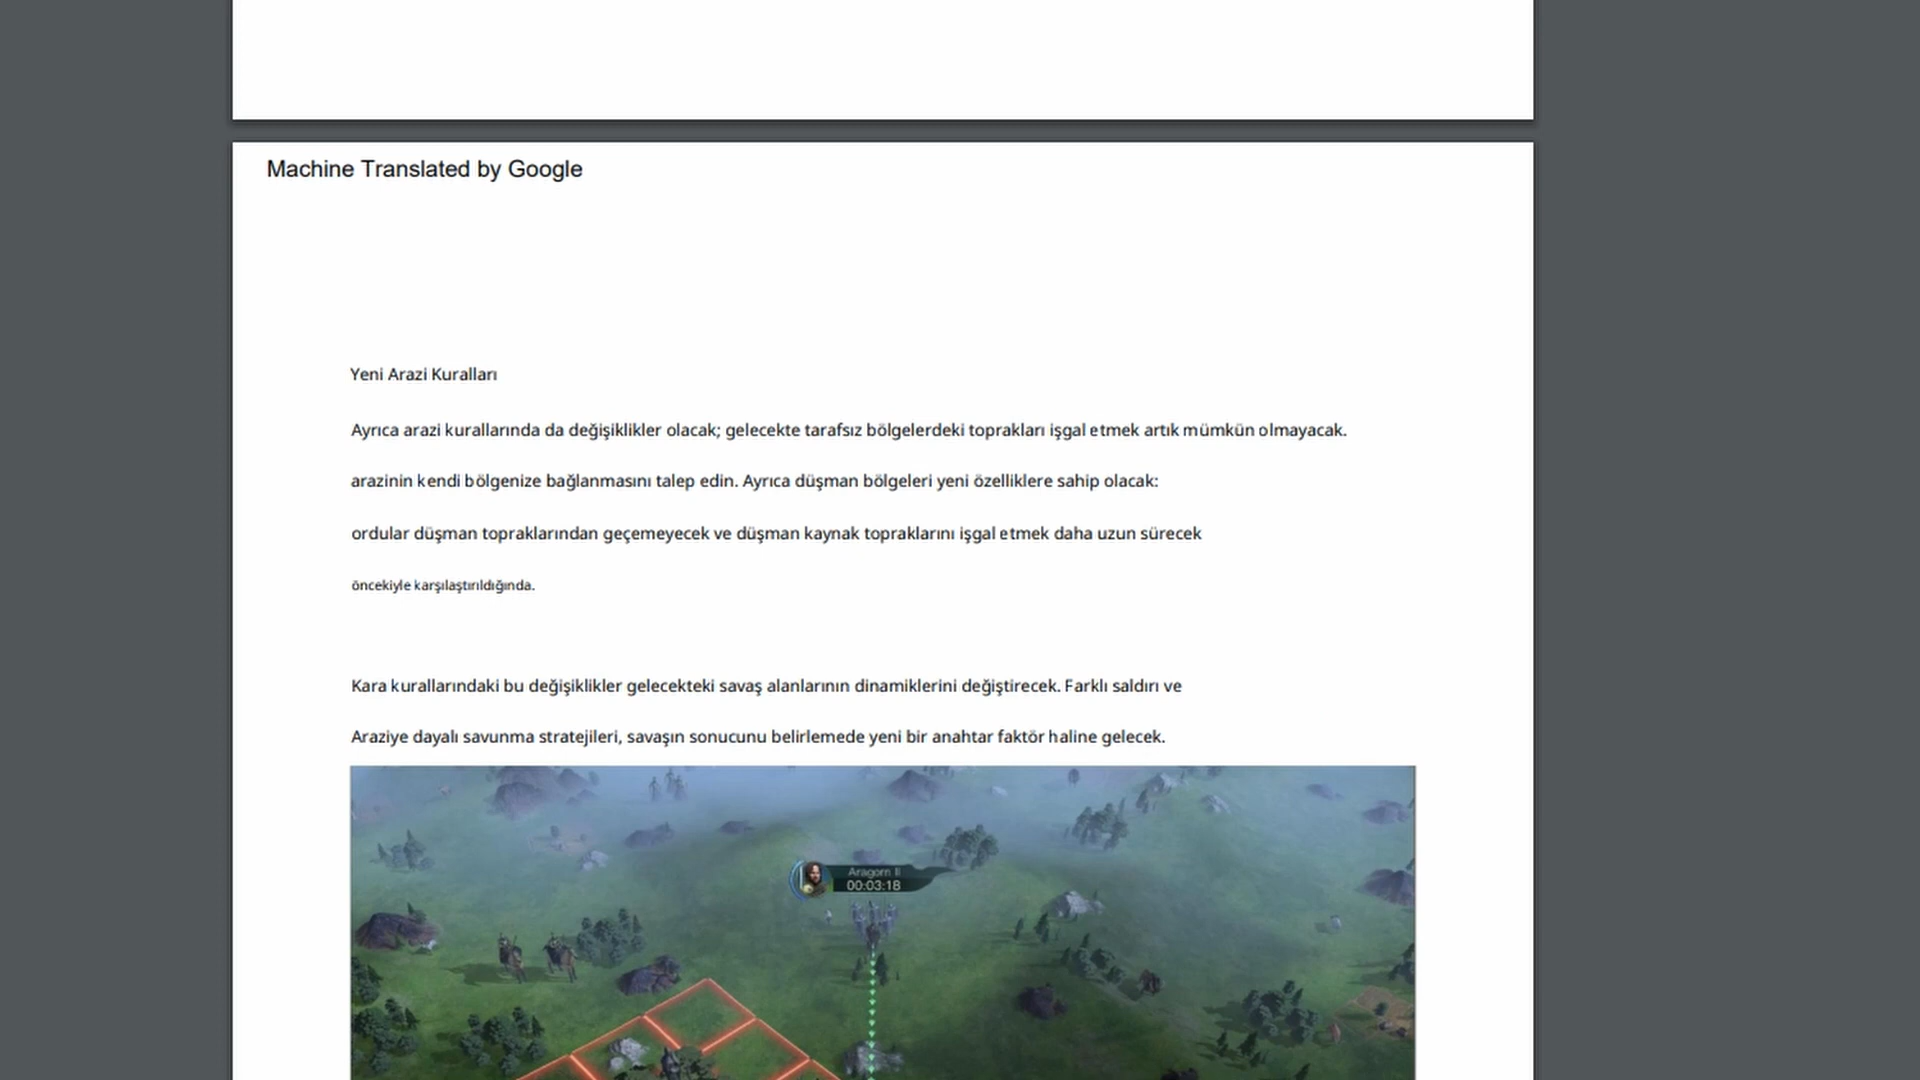 Machine Translated by Google
Yeni Arazi Kuralları
Ayrıca arazi kurallarında da değişiklikler olacak; gelecekte tarafsız bölgelerdeki toprakları işgal etmek artık mümkün olmayacak.
arazinin kendi bölgenize bağlanmasını talep edin. Ayrıca düşman bölgeleri yeni özelliklere sahip olacak:
ordular düşman topraklarından geçemeyecek ve düşman kaynak topraklarını işgal etmek daha uzun sürecek
öncekiyle karşılaştırıldığında.
Kara kurallarındaki bu değişiklikler gelecekteki savaş alanlarının dinamiklerini değiştirecek. Farklı saldırı ve
Araziye dayalı savunma stratejileri, savaşın sonucunu belirlemede yeni bir anahtar faktör haline gelecek.
Aragorn II
00:03:18